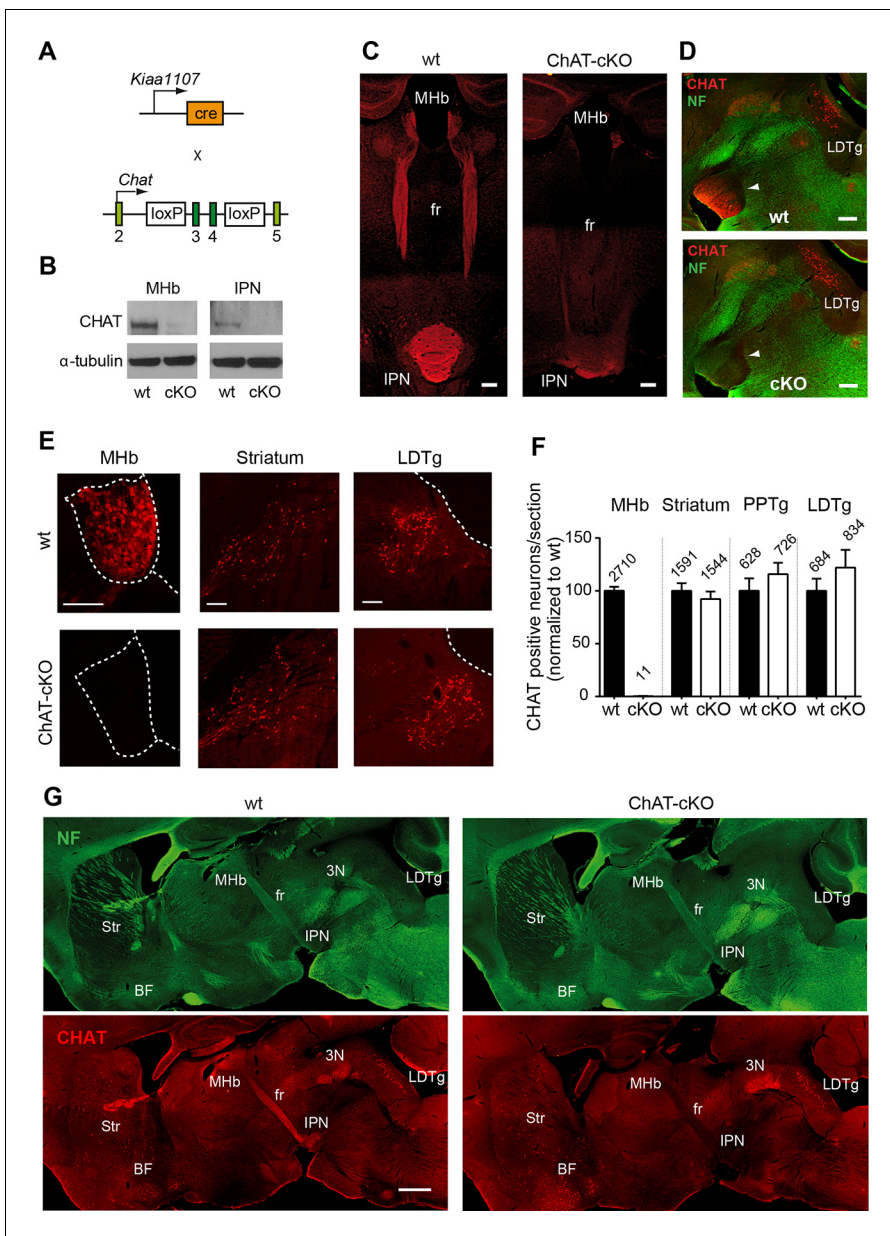 A
Kiaa1107
cre
x
Chat
loxP
loxP
2
3
4
5
B
MHb
IPN
CHAT
α-tubulin
wt
cKO
wt
cKO
C
wt
ChAT-cKO
MHb
MHb
fr
fr
IPN
IPN
D
CHAT
NF
LDTg
wt
CHAT
NF
LDTg
cKO
E
MHb
Striatum
LDTg
wt
ChAT-cKO
F
MHb
Striatum
PPTg
LDTg
CHAT positive neurons/section
(normalized to wt)
150
100
50
0
2710
11
1591
1544
628
726
684
834
wt
cKO
wt
cKO
wt
cKO
wt
cKO
G
wt
ChAT-cKO
NF
MHb
fr
3N
LDTg
Str
IPN
BF
MHb
fr
3N
LDTg
Str
IPN
BF
CHAT
MHb
fr
3N
LDTg
Str
IPN
BF
MHb
fr
3N
LDTg
Str
IPN
BF